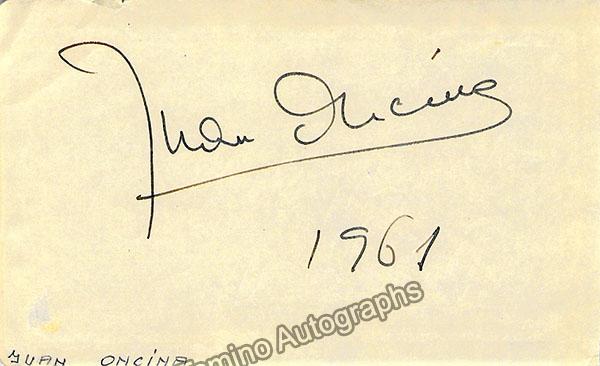 Juan Oncina
1961
JUAN ONCINA
Tamino Autographs